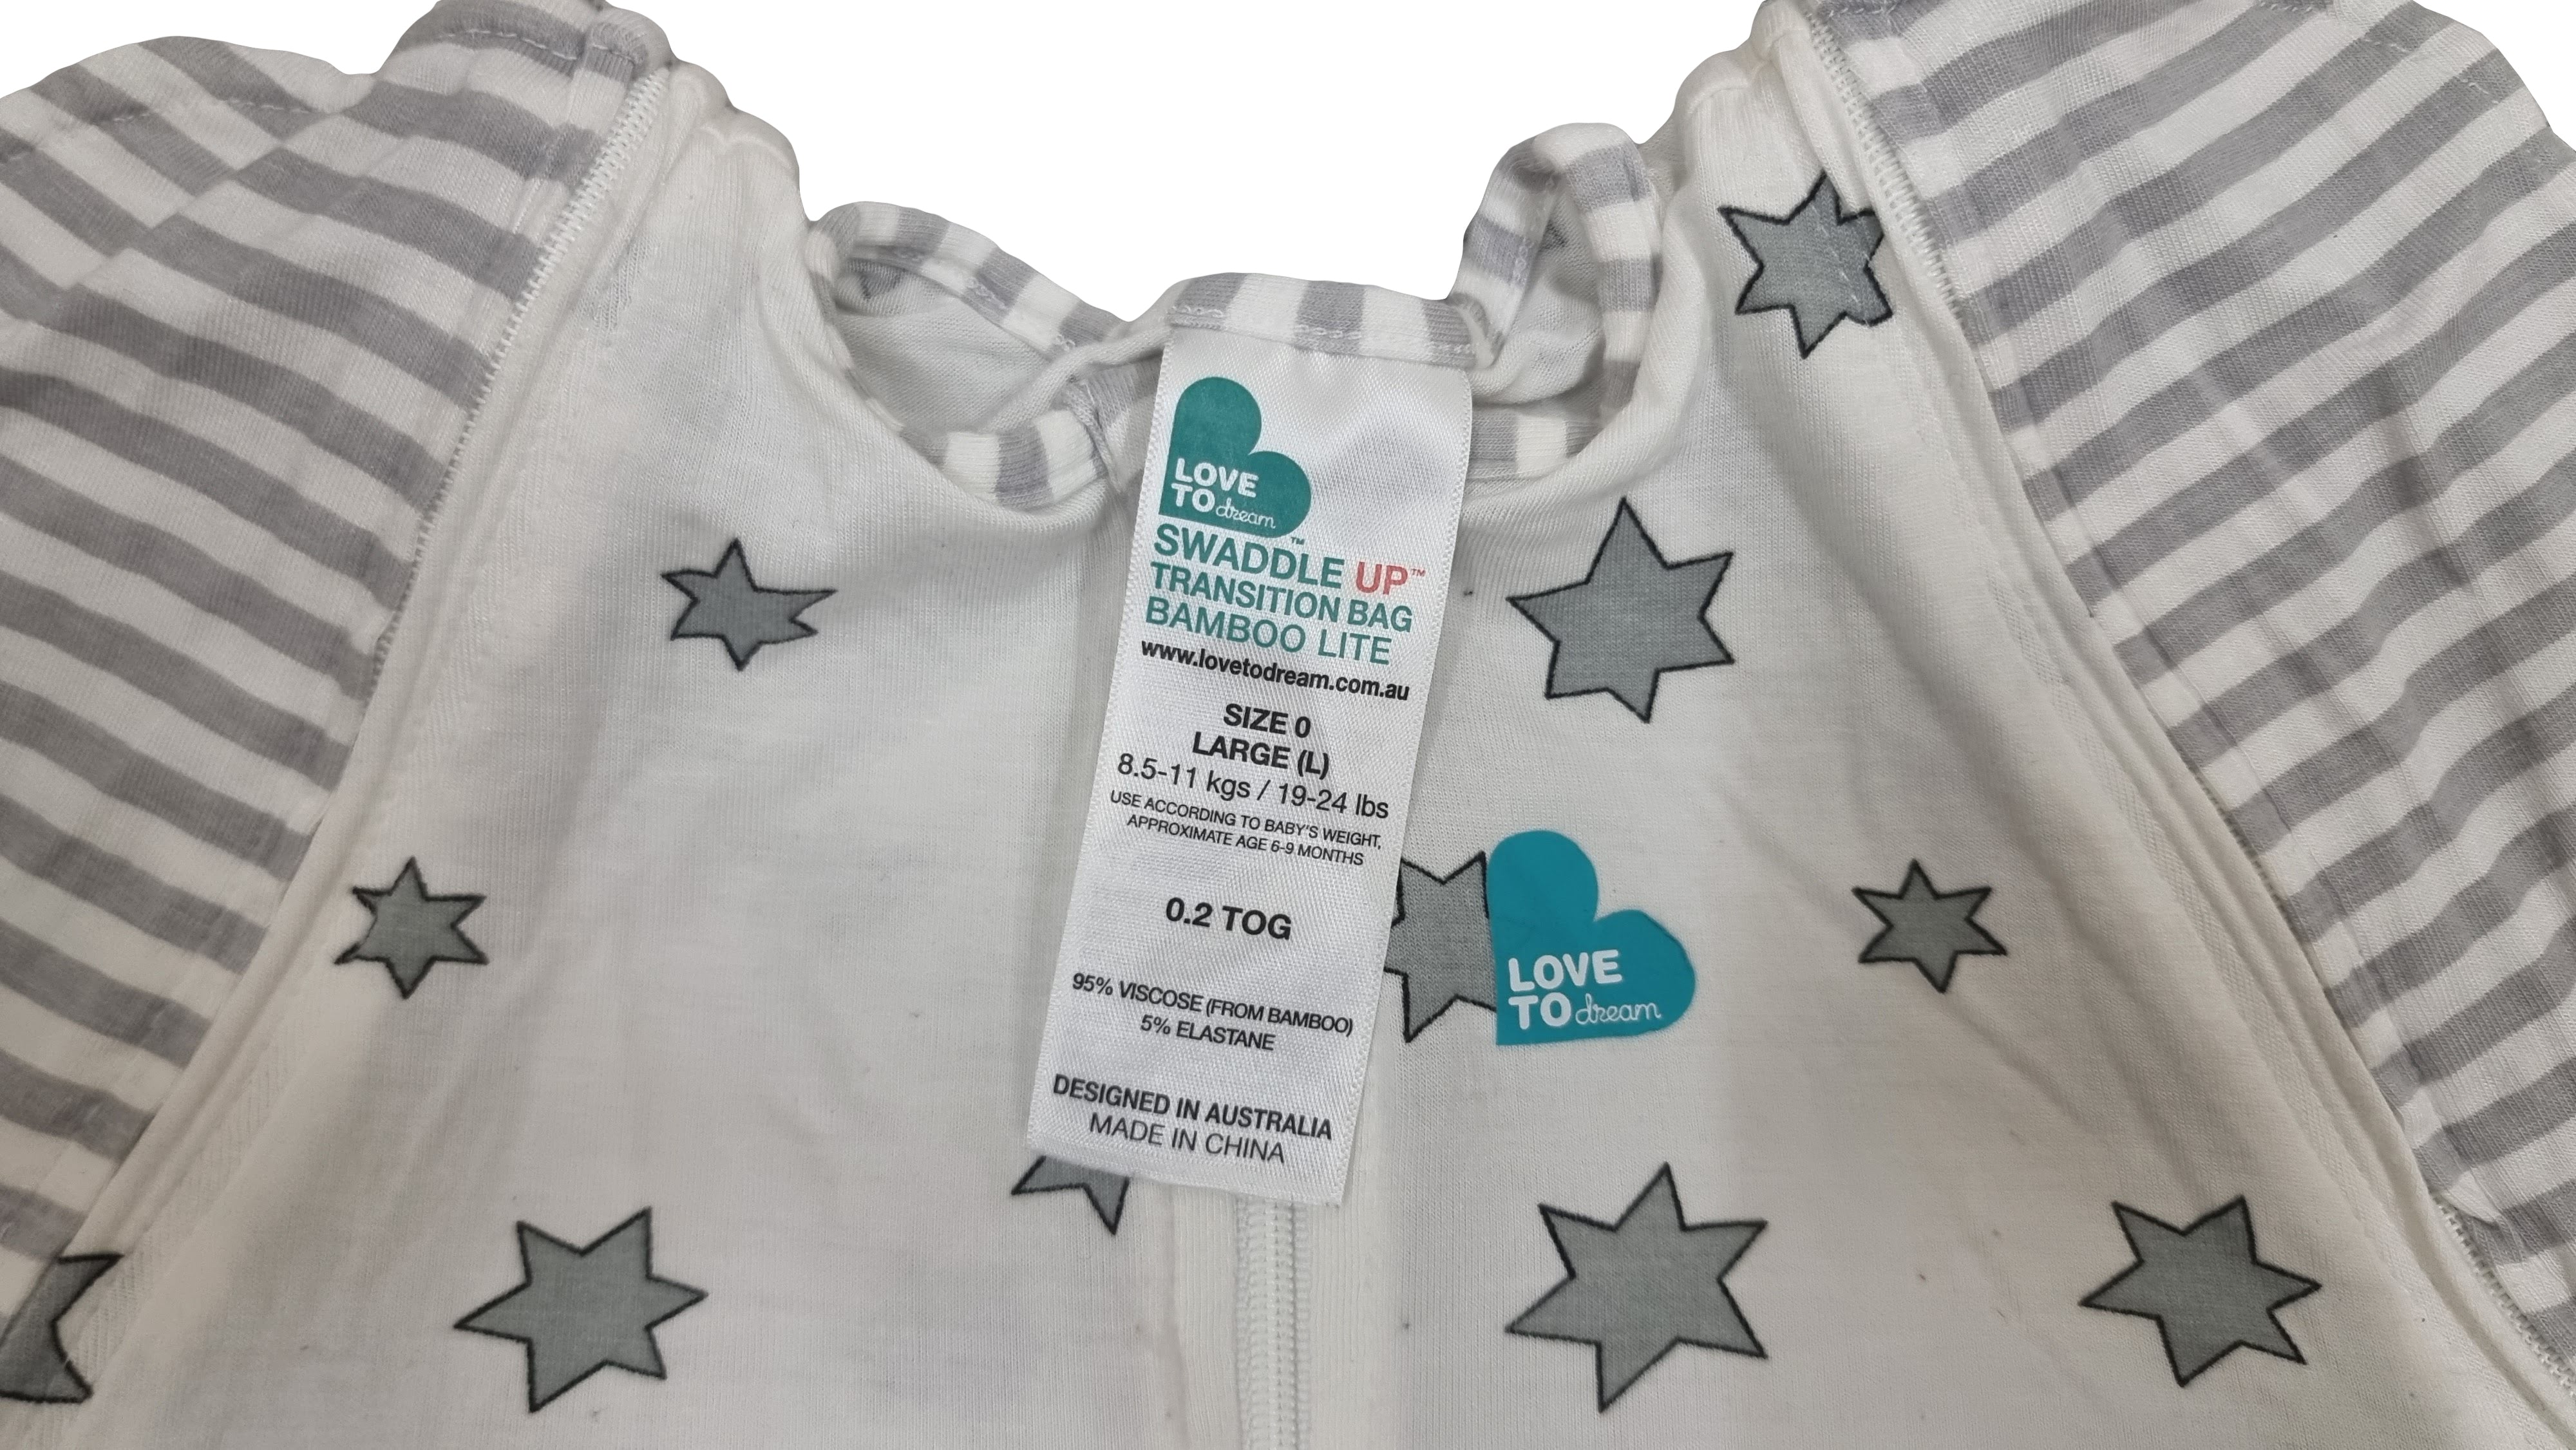 LOVE
TO dream™
SWADDLE UP™
TRANSITION BAG
BAMBOO LITE
www.lovetodream.com.au
SIZE 0
LARGE (L)
8.5-11 kgs / 19-24 lbs
USE ACCORDING TO BABY'S WEIGHT,
APPROXIMATE AGE 6-9 MONTHS
0.2 TOG
95% VISCOSE (FROM BAMBOO)
5% ELASTANE
DESIGNED IN AUSTRALIA
MADE IN CHINA
LOVE
TO dream